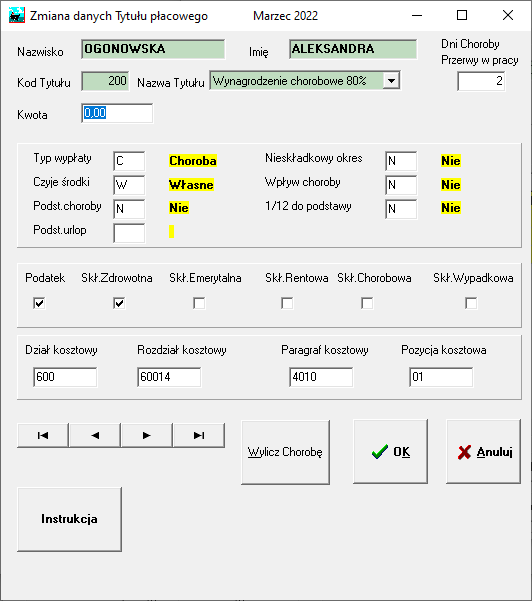 Zmiana danych Tytułu płacowego Marzec 2022
Nazwisko OGONOWSKA Imię ALEKSANDRA Dni Choroby
Przerwy w pracy
Kod Tytułu 200 Nazwa Tytułu Wynagrodzenie chorobowe 80% 2
Kwota 0,00
Typ wypłaty C Choroba Nieskładkowy okres N Nie
Czyje środki W Własne Wpływ choroby N Nie
Podst.choroby N Nie 1/12 do podstawy N Nie
Podst.urlop
Podatek Skł.Zdrowotna Skł.Emerytalna Skł.Rentowa Skł.Chorobowa Skł.Wypadkowa
Dział kosztowy Rozdział kosztowy Paragraf kosztowy Pozycja kosztowa
600 60014 4010 01
Wylicz Chorobę OK Anuluj
Instrukcja